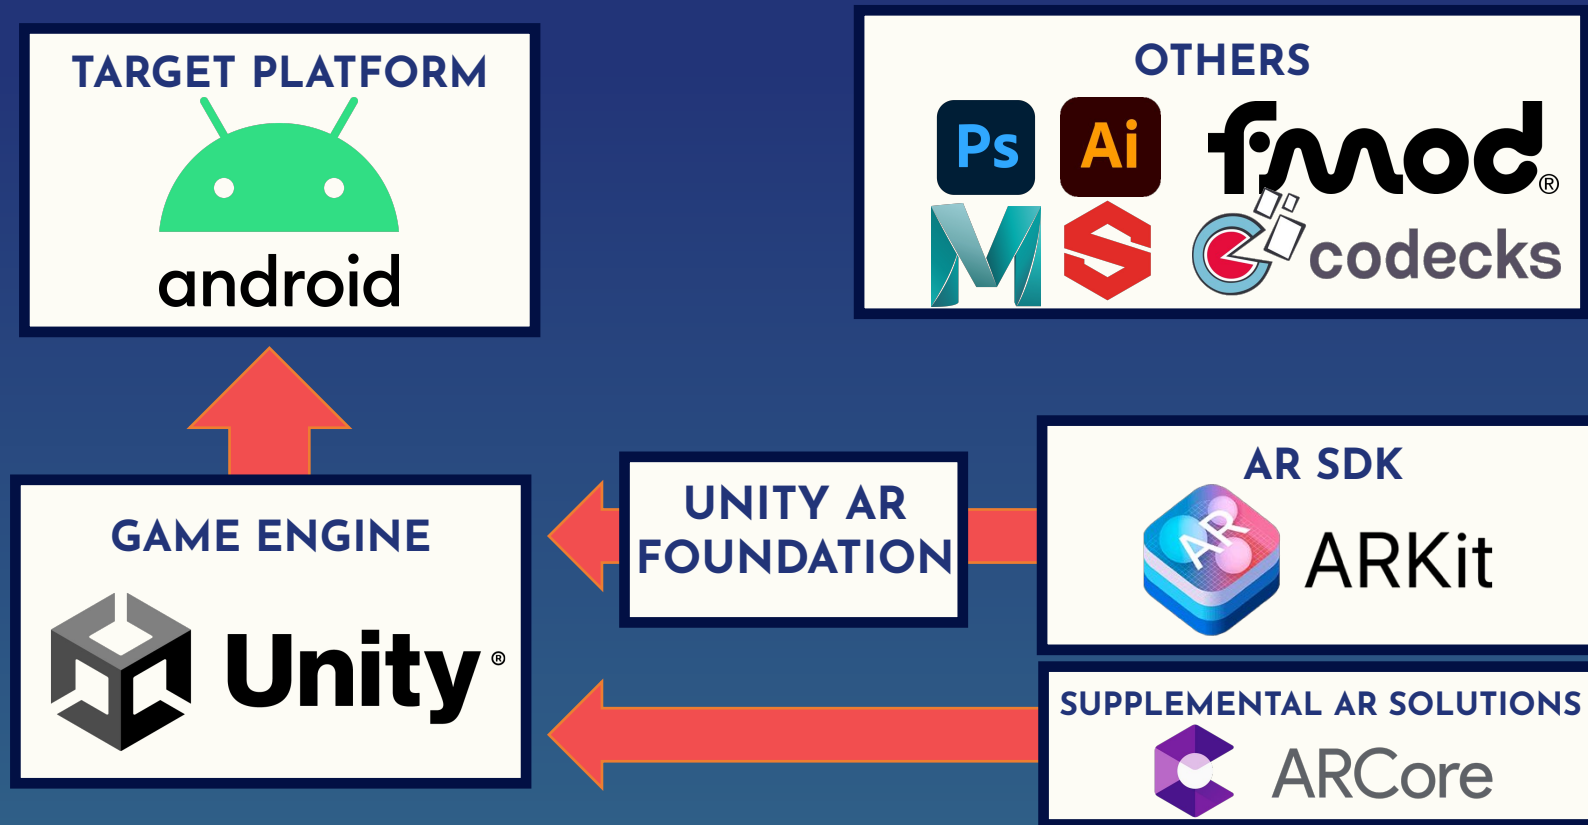 TARGET PLATFORM
android
OTHERS
Ps Ai fmod®
codecks
GAME ENGINE
Unity®
UNITY AR
FOUNDATION
AR SDK
AR ARKit
SUPPLEMENTAL AR SOLUTIONS
ARCore